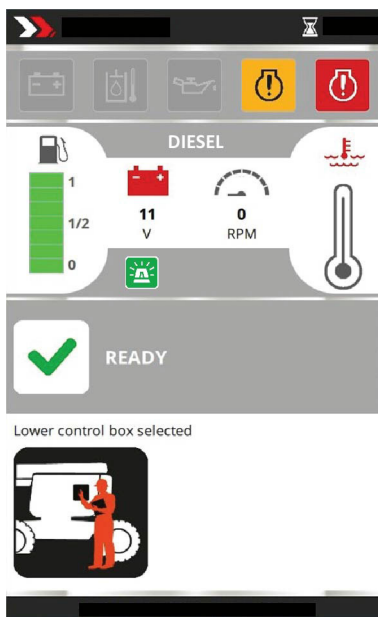 DIESEL
1
1/2
0
11
V
0
RPM
READY
Lower control box selected